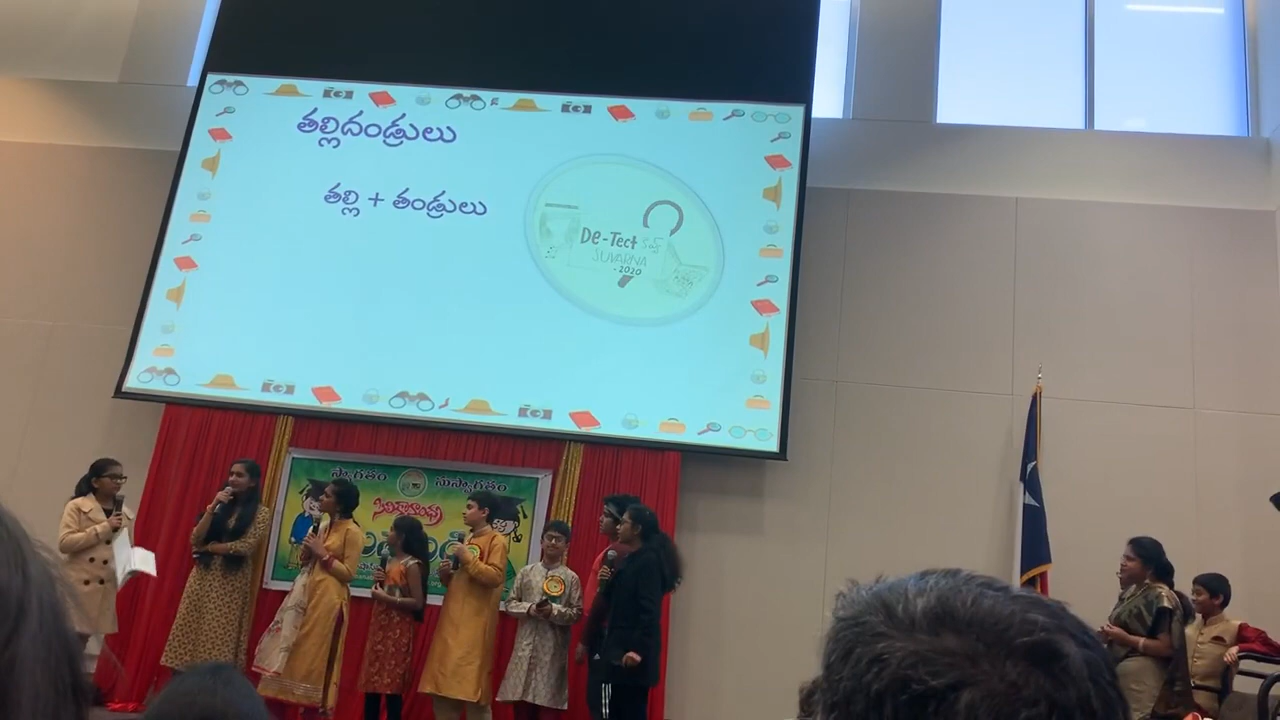 తల్లిదండ్రులు
తల్లి + తండ్రులు
De-Tect
SUVARNA
-2020
స్వాగతం
సుస్వాగతం
సిలికానాంధ్ర